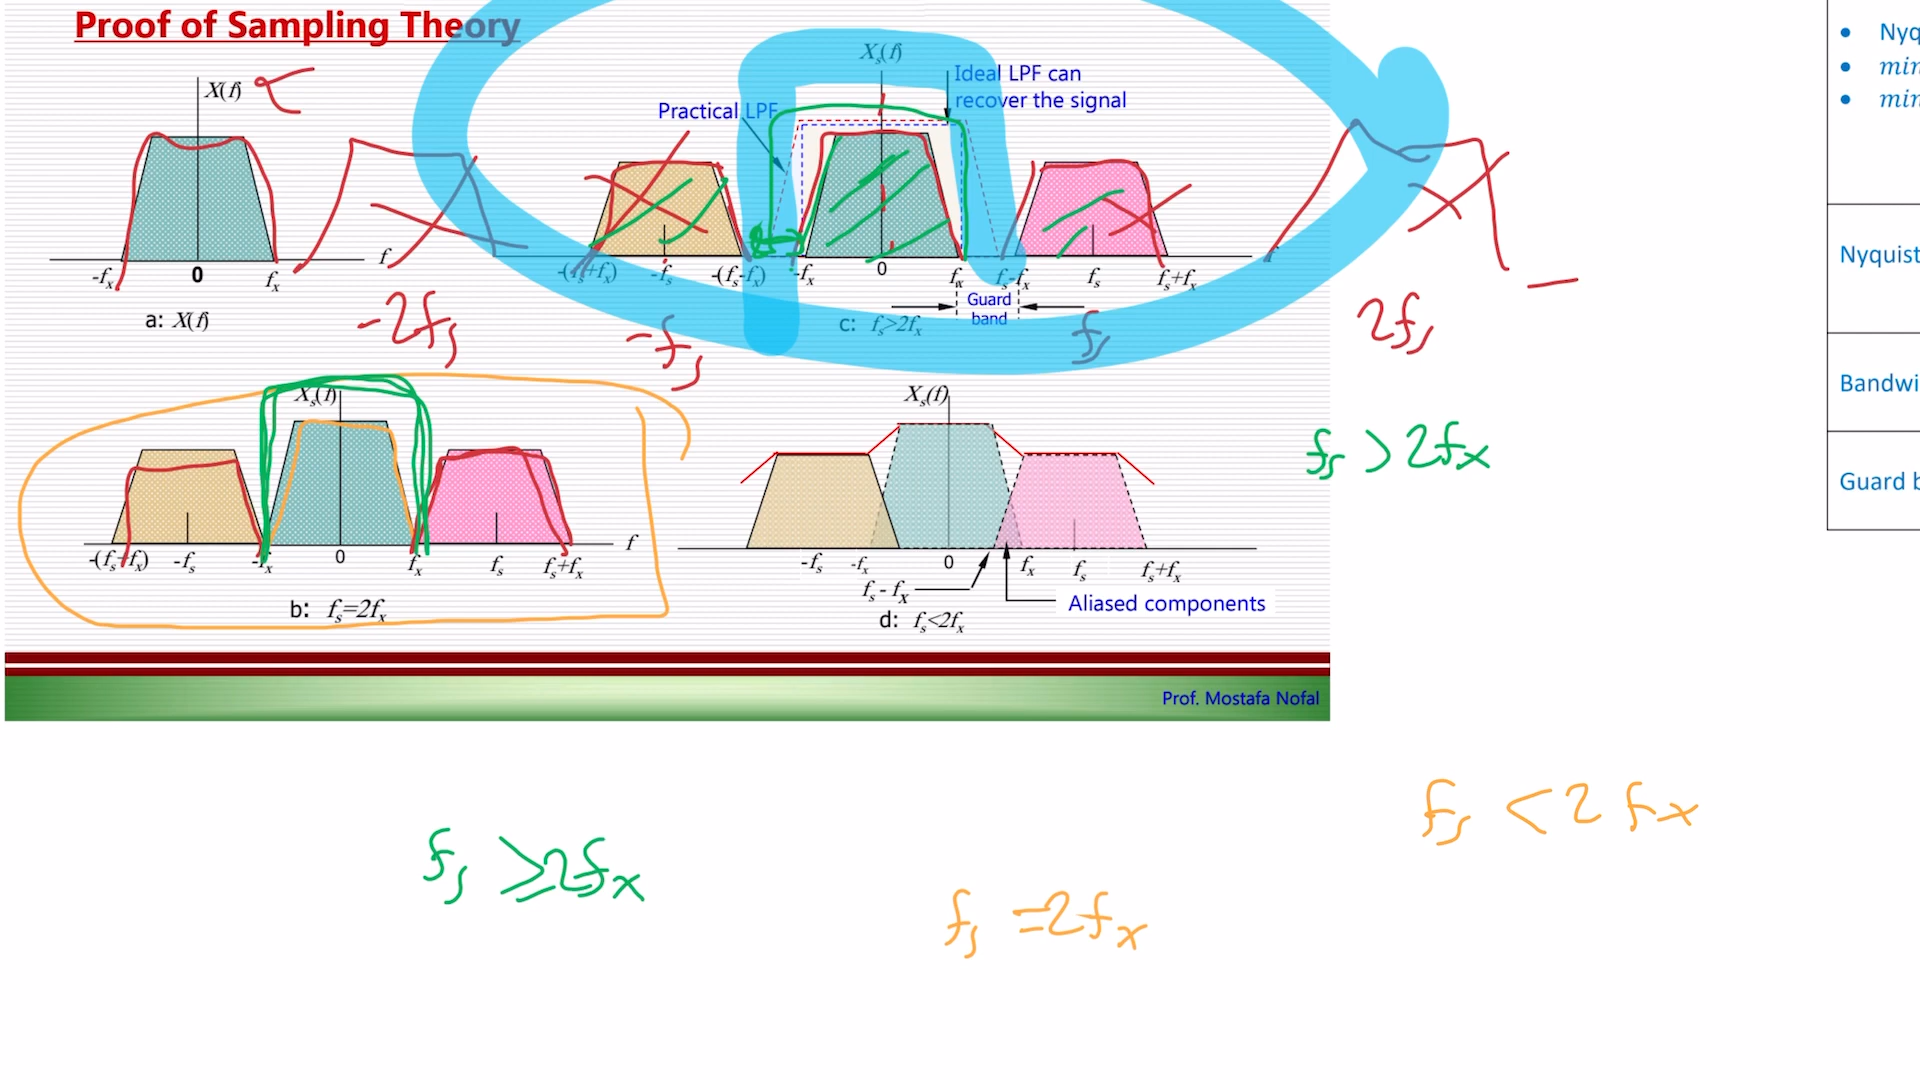 Proof of Sampling Theory
X(f)
-fₓ
0
fₓ
f
a: X(f)
-2fs
Xs(f)
Practical LPF
Ideal LPF can
recover the signal
-(fs+fₓ)
-fs
-(fs-fₓ)
-fₓ
0
fₓ
fs-fₓ
fs
fs+fₓ
f
Guard
band
c: fs>2fₓ
-fs
fs
2fs
Xs(f)
-(fs+fₓ)
-fs
-fₓ
0
fₓ
fs
fs+fₓ
f
b: fs=2fₓ
Xs(f)
-fs
-fₓ
0
fₓ
fs
fs+fₓ
fs - fₓ
Aliased components
d: fs<2fₓ
fs > 2fx
Prof. Mostafa Nofal
fs ≥ 2fx
fs = 2fx
fs < 2fx
• Nyq
• min
• min
Nyquist
Bandwi
Guard b